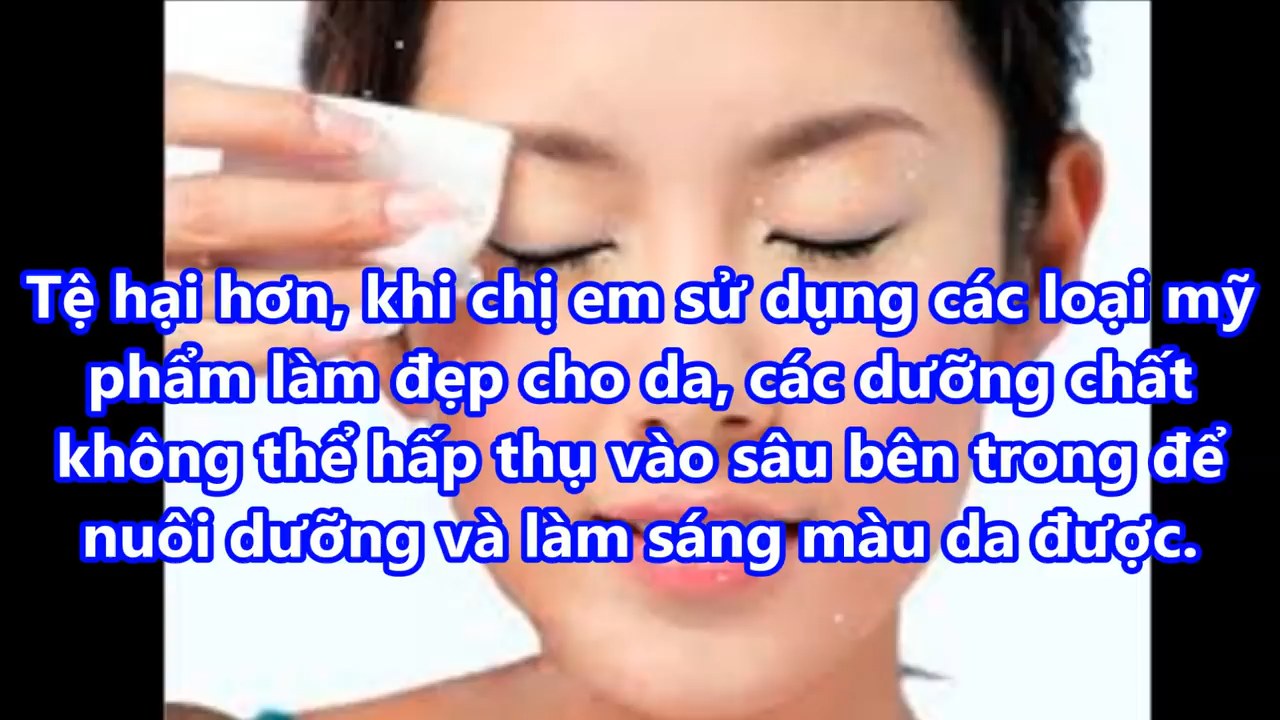 Tệ hại hơn, khi chị em sử dụng các loại mỹ
phẩm làm đẹp cho da, các dưỡng chất
không thể hấp thụ vào sâu bên trong để
nuôi dưỡng và làm sáng màu da được.